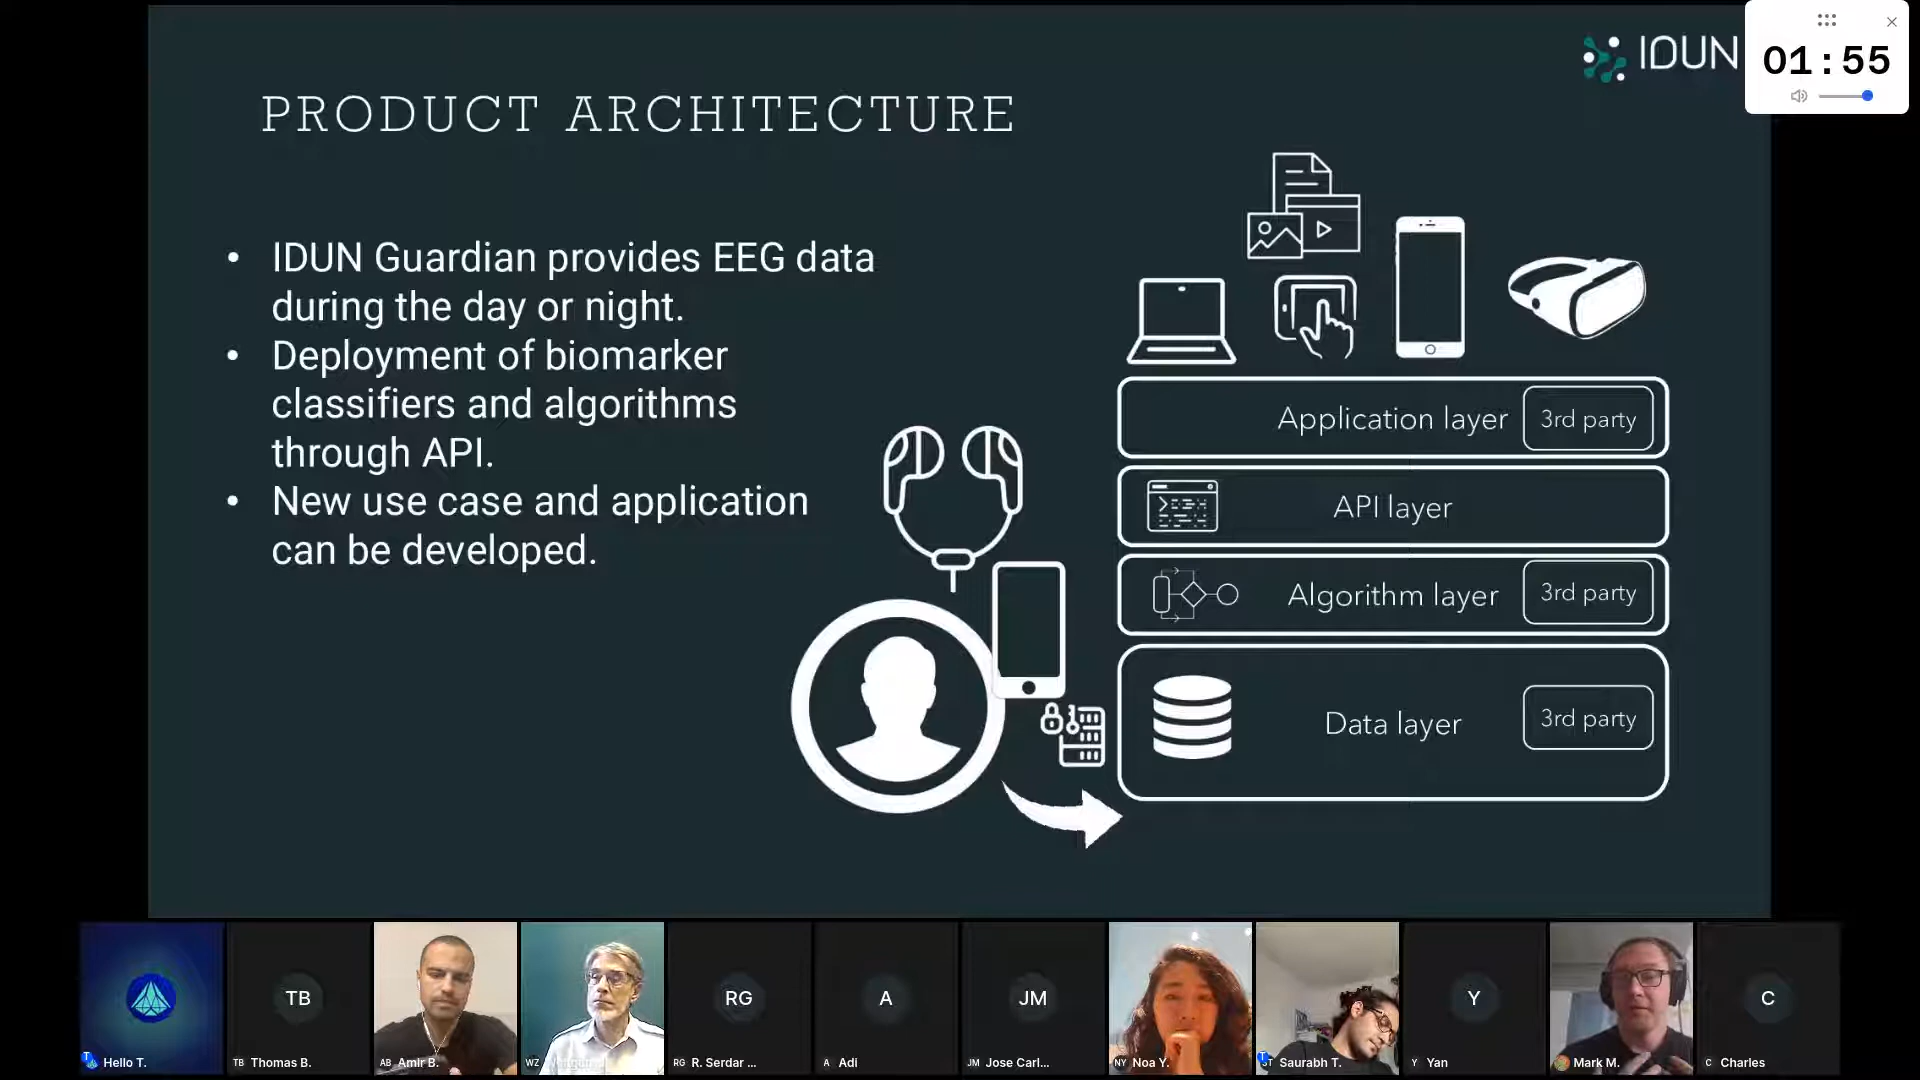 IDUN
01:55
PRODUCT ARCHITECTURE
• IDUN Guardian provides EEG data
during the day or night.
• Deployment of biomarker
classifiers and algorithms
through API.
• New use case and application
can be developed.
Application layer 3rd party
API layer
Algorithm layer 3rd party
Data layer 3rd party
TB
RG
A
JM
Y
C
Hello T.
TB Thomas B.
AB Amir B.
WZ
RG R. Serdar ...
A Adi
JM Jose Carl...
NY Noa Y.
ST Saurabh T.
Y Yan
Mark M.
C Charles